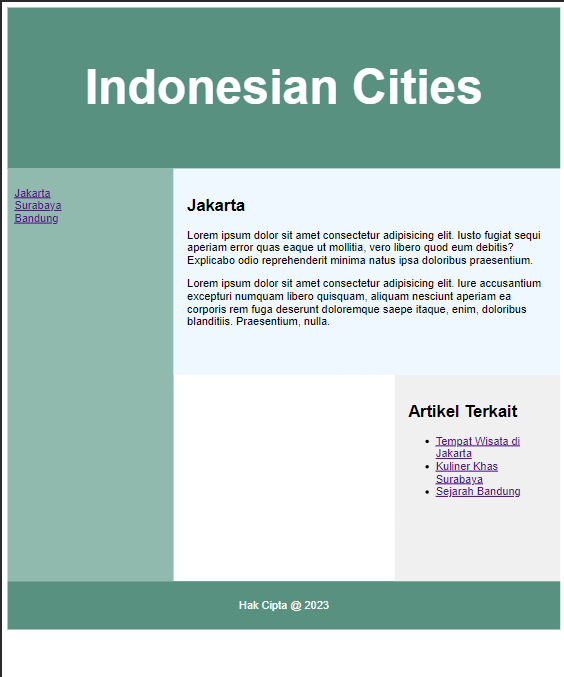 Indonesian Cities
Jakarta
Surabaya
Bandung
Jakarta
Lorem ipsum dolor sit amet consectetur adipisicing elit. Iusto fugiat sequi
aperiam error quas eaque ut mollitia, vero libero quod eum debitis?
Explicabo odio reprehenderit minima natus ipsa doloribus praesentium.
Lorem ipsum dolor sit amet consectetur adipisicing elit. Iure accusantium
excepturi numquam libero quisquam, aliquam nesciunt aperiam ea
corporis rem fuga deserunt doloremque saepe itaque, enim, doloribus
blanditiis. Praesentium, nulla.
Artikel Terkait
Tempat Wisata di
Jakarta
Kuliner Khas
Surabaya
Sejarah Bandung
Hak Cipta @ 2023